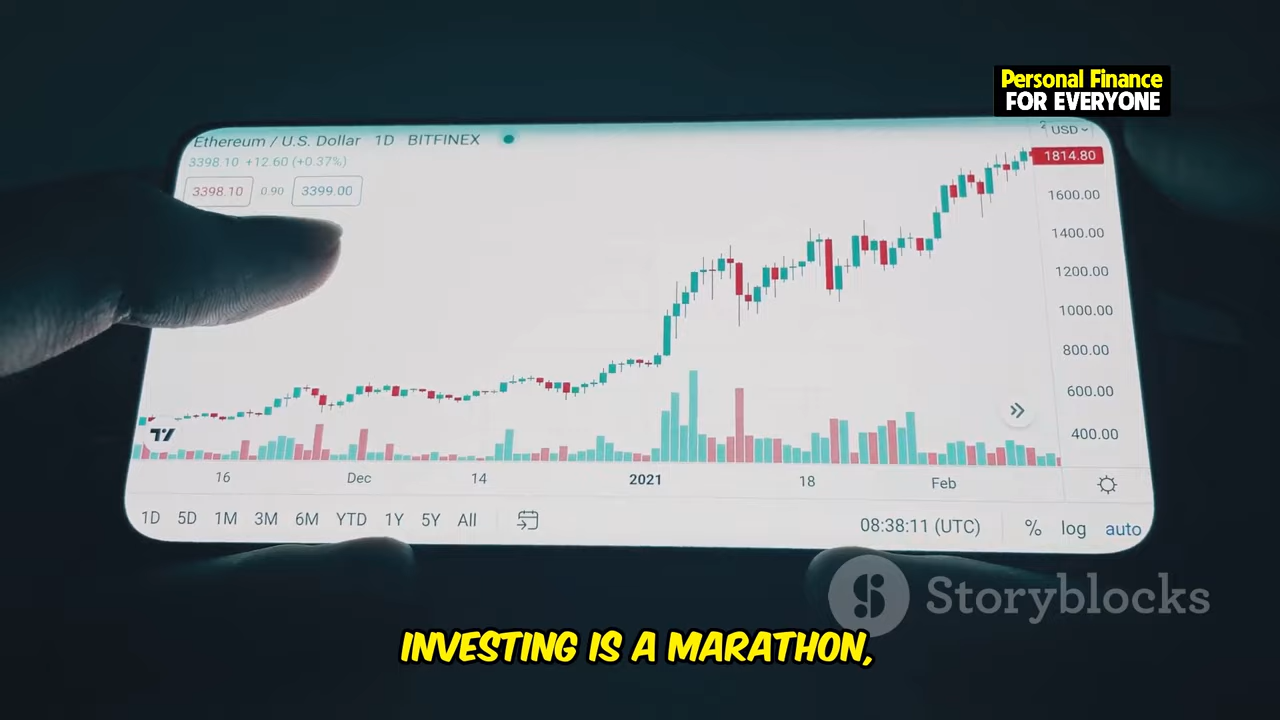 Personal Finance
FOR EVERYONE
Ethereum / U.S. Dollar 1D BITFINEX
USD
3398.10 +12.60 (+0.37%)
1814.80
3398.10 0.90 3399.00
1600.00
1400.00
1200.00
1000.00
800.00
600.00
400.00
16 Dec 14 2021 18 Feb
1D 5D 1M 3M 6M YTD 1Y 5Y All
08:38:11 (UTC) % log auto
Storyblocks
INVESTING IS A MARATHON,